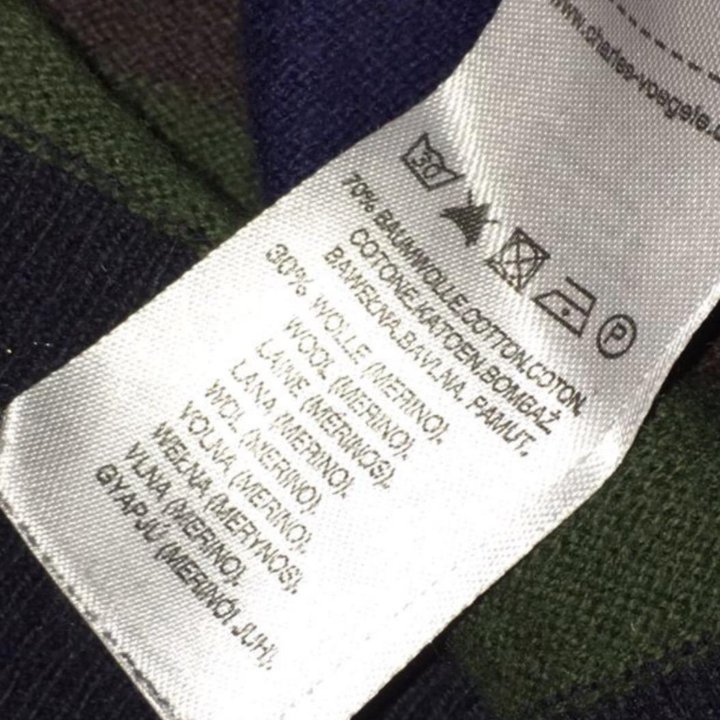 www.charles-voegele.
30
P
70% BAUMWOLLE.COTTON.COTON.
COTONE.KATOEN.BOMBAŽ.
BAWEŁNA.BAVLNA. PAMUT.
30% WOLLE (MERINO).
WOOL (MERINO).
LAINE (MÉRINOS).
LANA (MERINO).
WOL (MERINO).
VOLNA (MERINO).
WEŁNA (MERYNOS).
VLNA (MERINO).
GYAPJÚ (MERINÓI JUH).